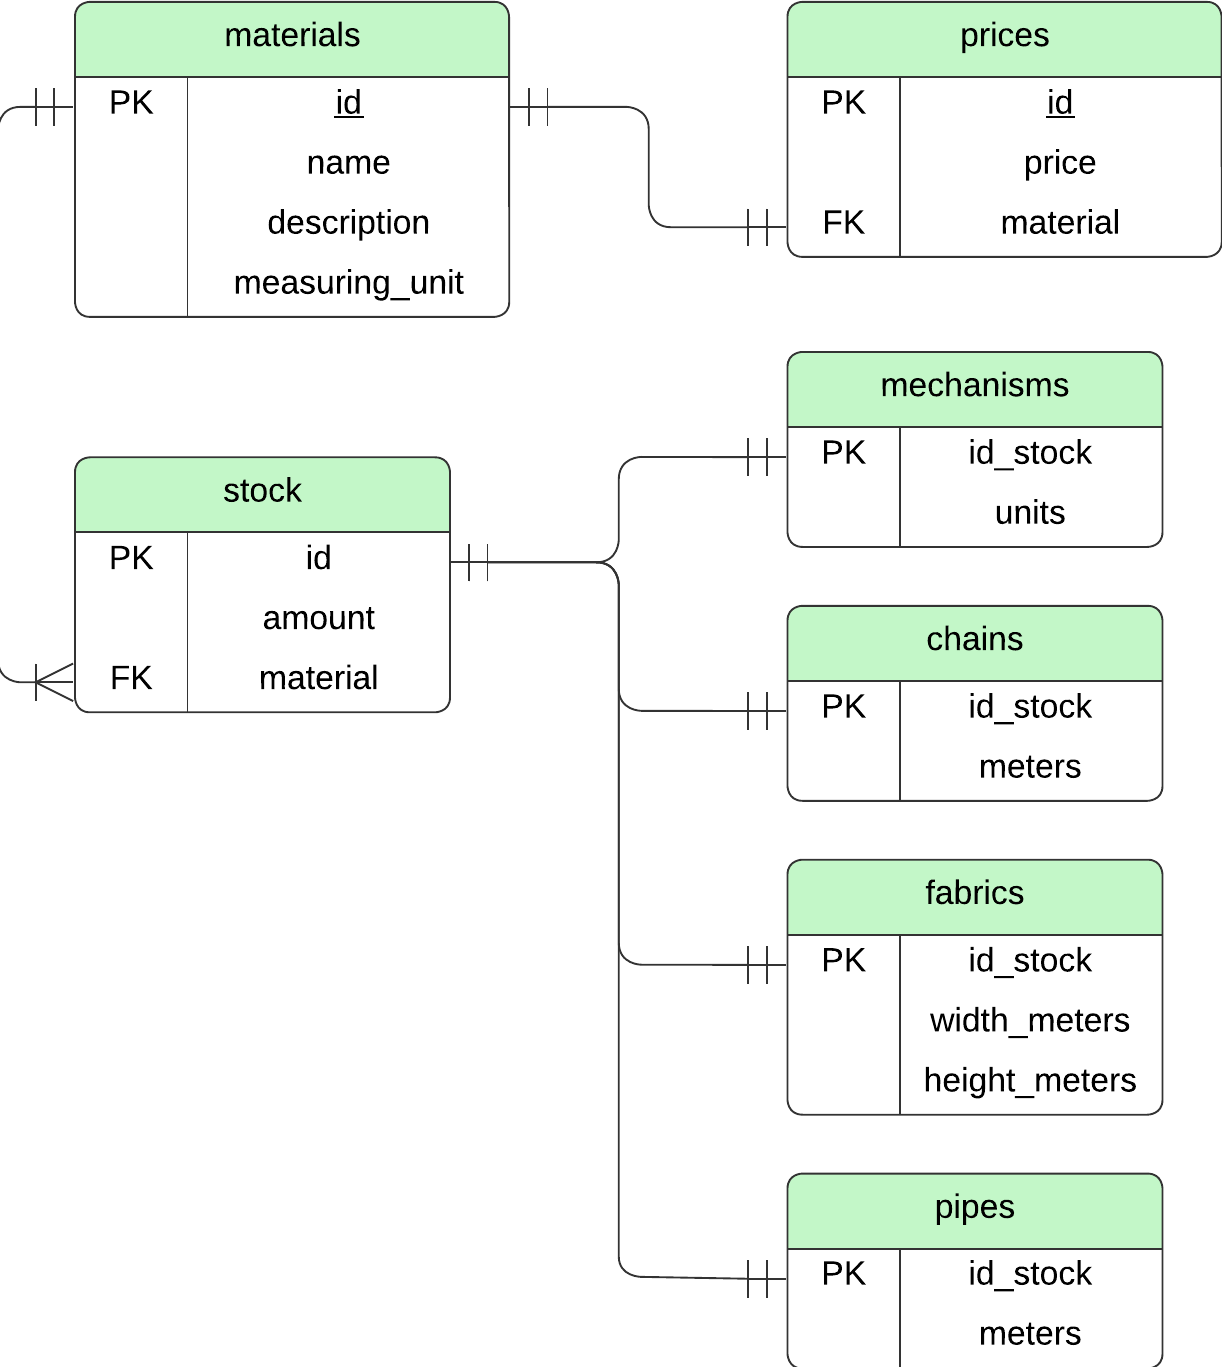 materials
PK id
name
description
measuring_unit
prices
PK id
price
FK material
stock
PK id
amount
FK material
mechanisms
PK id_stock
units
chains
PK id_stock
meters
fabrics
PK id_stock
width_meters
height_meters
pipes
PK id_stock
meters